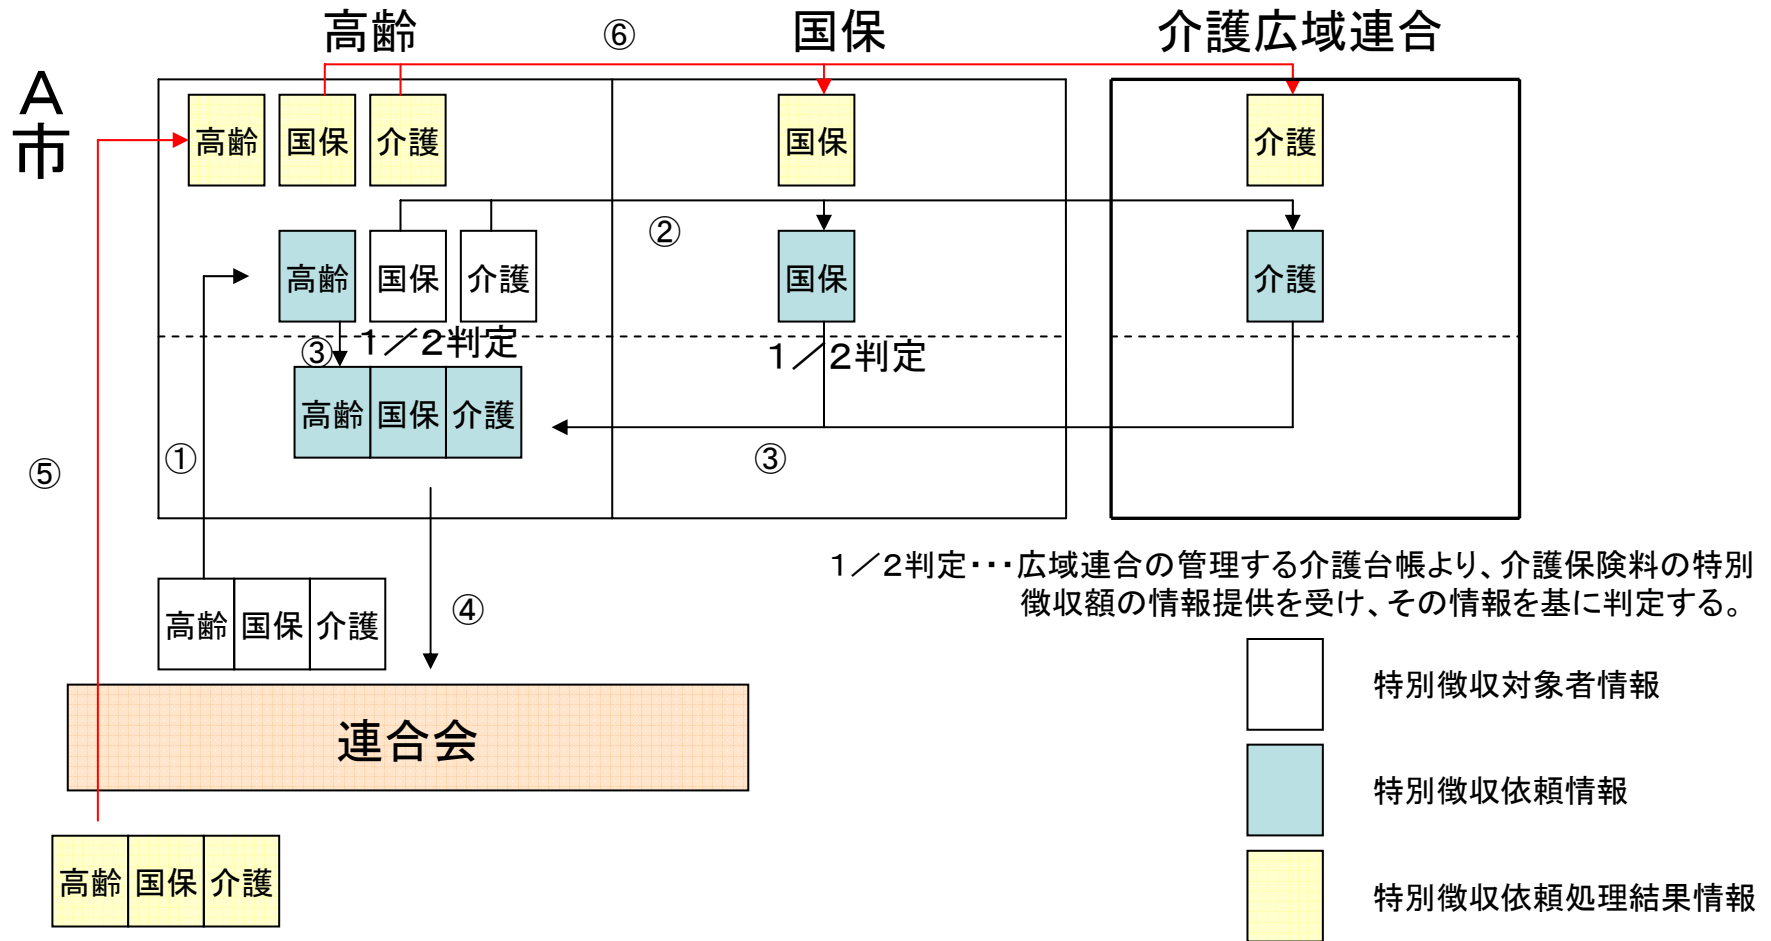 高齢
⑥
国保
介護広域連合
A
市
高齢
国保
介護
国保
介護
②
高齢
国保
介護
国保
介護
③
1／2判定
1／2判定
高齢
国保
介護
①
③
⑤
1／2判定・・・広域連合の管理する介護台帳より、介護保険料の特別
徴収額の情報提供を受け、その情報を基に判定する。
高齢
国保
介護
④
特別徴収対象者情報
連合会
特別徴収依頼情報
高齢
国保
介護
特別徴収依頼処理結果情報